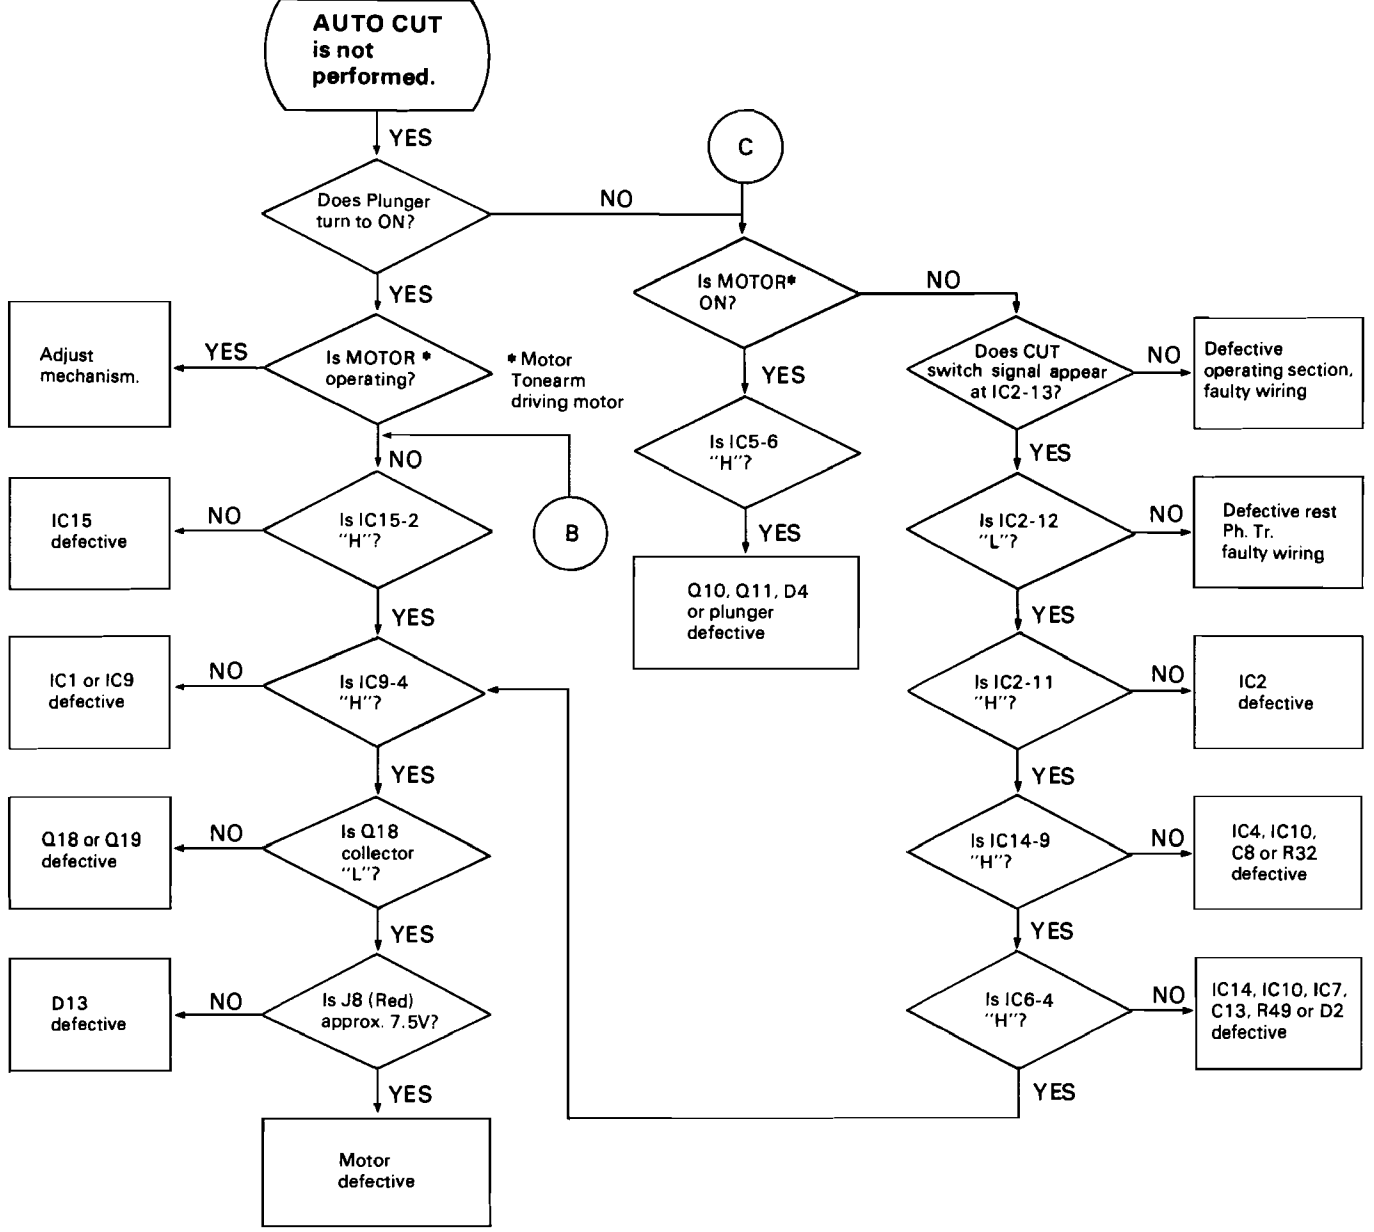 AUTO CUT
is not
performed.
YES
Does Plunger
turn to ON?
NO
C
YES
Is MOTOR*
ON?
NO
Adjust
mechanism.
YES
Is MOTOR *
operating?
* Motor
Tonearm
driving motor
YES
Does CUT
switch signal appear
at IC2-13?
NO
Defective
operating section,
faulty wiring
NO
Is IC5-6
"H"?
YES
IC15
defective
NO
Is IC15-2
"H"?
B
YES
Is IC2-12
"L"?
NO
Defective rest
Ph. Tr.
faulty wiring
YES
Q10, Q11, D4
or plunger
defective
YES
IC1 or IC9
defective
NO
Is IC9-4
"H"?
Is IC2-11
"H"?
NO
IC2
defective
YES
YES
Q18 or Q19
defective
NO
Is Q18
collector
"L"?
Is IC14-9
"H"?
NO
IC4, IC10,
C8 or R32
defective
YES
YES
D13
defective
NO
Is J8 (Red)
approx. 7.5V?
Is IC6-4
"H"?
NO
IC14, IC10, IC7,
C13, R49 or D2
defective
YES
YES
Motor
defective